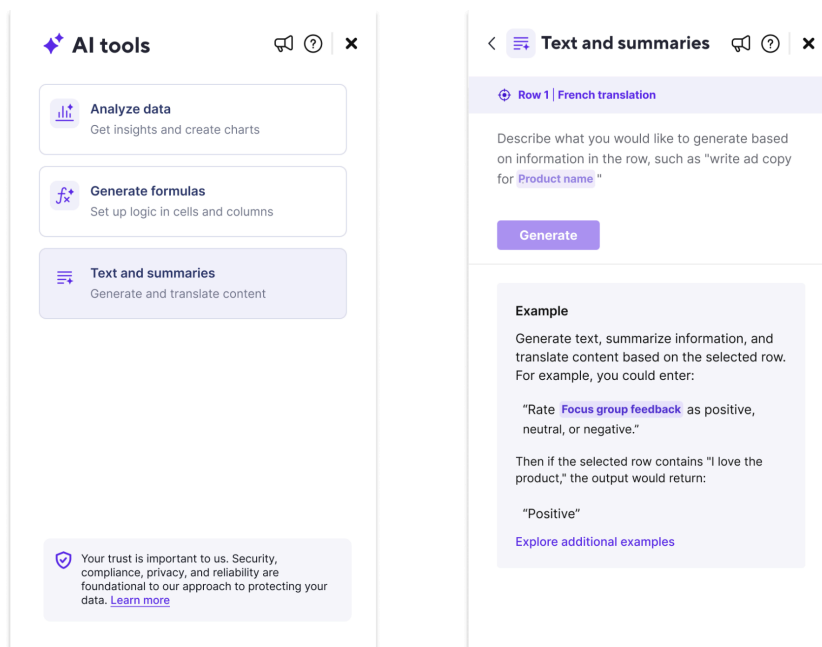 AI tools
Analyze data
Get insights and create charts
Generate formulas
Set up logic in cells and columns
Text and summaries
Generate and translate content
Your trust is important to us. Security,
compliance, privacy, and reliability are
foundational to our approach to protecting your
data. Learn more
Text and summaries
Row 1 | French translation
Describe what you would like to generate based
on information in the row, such as "write ad copy
for Product name "
Generate
Example
Generate text, summarize information, and
translate content based on the selected row.
For example, you could enter:
“Rate Focus group feedback as positive,
neutral, or negative.”
Then if the selected row contains "I love the
product," the output would return:
“Positive”
Explore additional examples